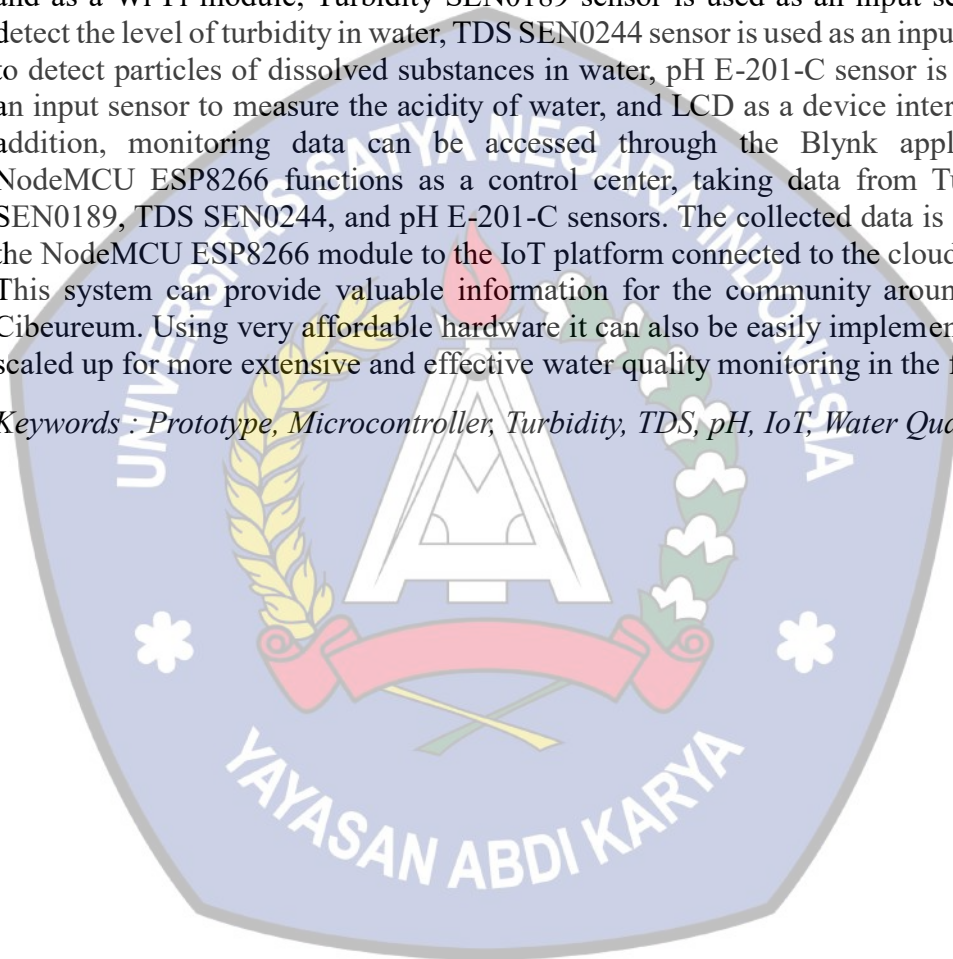 and as a Wi-Fi module, Turbidity SEN0189 sensor is used as an input se
detect the level of turbidity in water, TDS SEN0244 sensor is used as an input
to detect particles of dissolved substances in water, pH E-201-C sensor is
an input sensor to measure the acidity of water, and LCD as a device inter
addition, monitoring data can be accessed through the Blynk appl
NodeMCU ESP8266 functions as a control center, taking data from Tu
SEN0189, TDS SEN0244, and pH E-201-C sensors. The collected data is
the NodeMCU ESP8266 module to the IoT platform connected to the cloud
This system can provide valuable information for the community aroun
Cibeureum. Using very affordable hardware it can also be easily implemen
scaled up for more extensive and effective water quality monitoring in the f
Keywords : Prototype, Microcontroller, Turbidity, TDS, pH, IoT, Water Qua
UNIVERSITAS SATYA NEGARA INDONESIA
YAYASAN ABDI KARYA